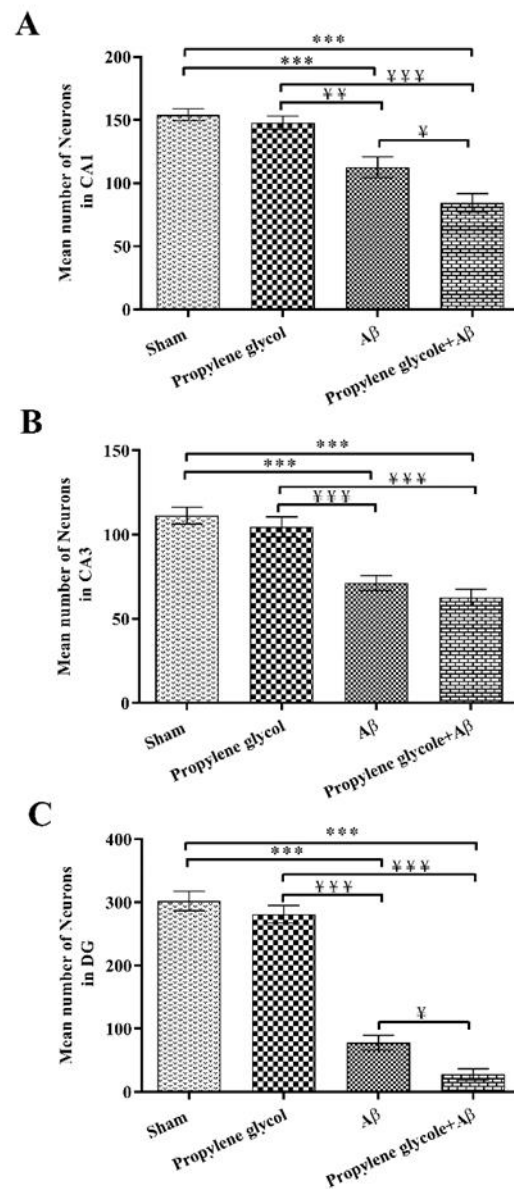 A
***
***
¥¥¥
¥¥
¥
Mean number of Neurons
in CA1
200
150
100
50
0
Sham
Propylene glycol
Aβ
Propylene glycole+Aβ
B
***
***
¥¥¥
¥¥¥
Mean number of Neurons
in CA3
150
100
50
0
Sham
Propylene glycol
Aβ
Propylene glycole+Aβ
C
***
***
¥¥¥
¥¥¥
¥
Mean number of Neurons
in DG
400
300
200
100
0
Sham
Propylene glycol
Aβ
Propylene glycole+Aβ